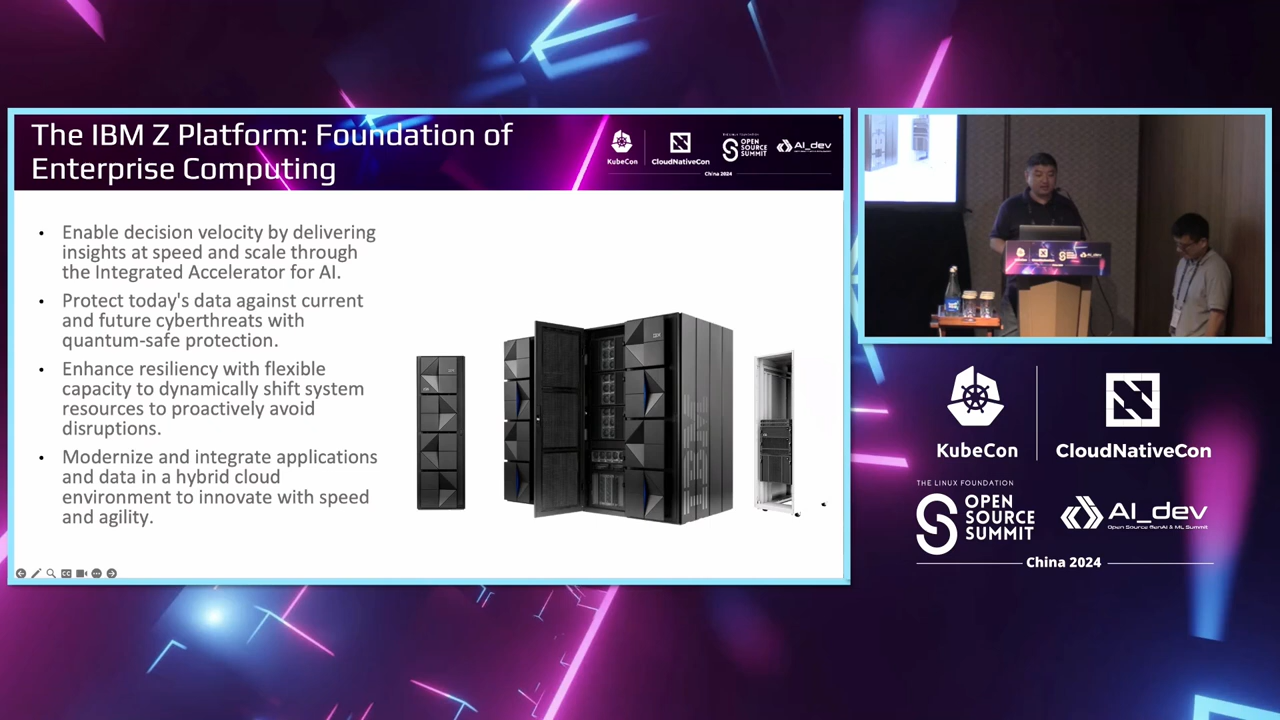 The IBM Z Platform: Foundation of
Enterprise Computing
KubeCon
CloudNativeCon
THE LINUX FOUNDATION
OPEN
SOURCE
SUMMIT
AI_dev
China 2024
• Enable decision velocity by delivering
insights at speed and scale through
the Integrated Accelerator for AI.
• Protect today's data against current
and future cyberthreats with
quantum-safe protection.
• Enhance resiliency with flexible
capacity to dynamically shift system
resources to proactively avoid
disruptions.
• Modernize and integrate applications
and data in a hybrid cloud
environment to innovate with speed
and agility.
KubeCon
CloudNativeCon
THE LINUX FOUNDATION
OPEN
SOURCE
SUMMIT
AI_dev
Open Source GenAI & ML Summit
China 2024